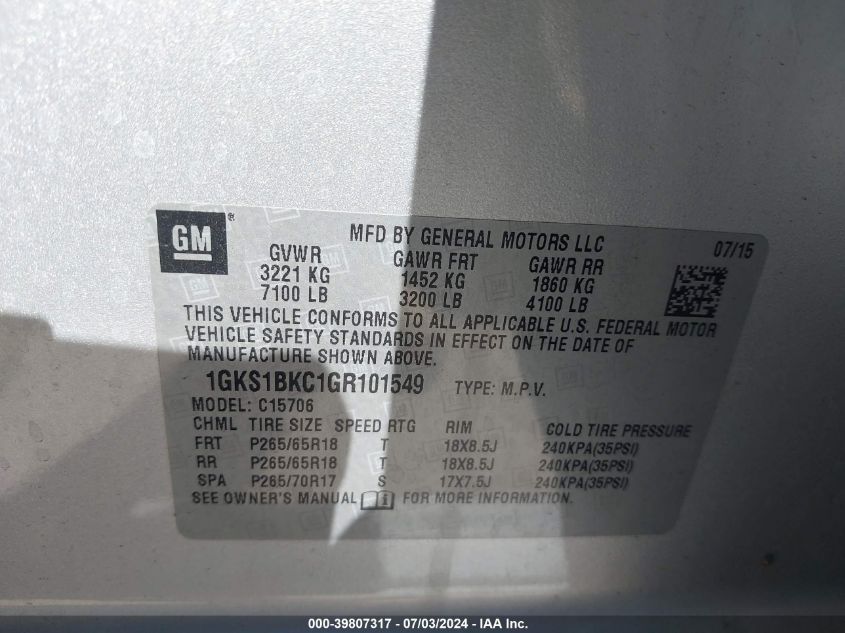 GM®
MFD BY GENERAL MOTORS LLC
07/15
GVWR GAWR FRT GAWR RR
3221 KG 1452 KG 1860 KG
7100 LB 3200 LB 4100 LB
THIS VEHICLE CONFORMS TO ALL APPLICABLE U.S. FEDERAL MOTOR
VEHICLE SAFETY STANDARDS IN EFFECT ON THE DATE OF
MANUFACTURE SHOWN ABOVE.
1GKS1BKC1GR101549 TYPE: M.P.V.
MODEL: C15706
CHML TIRE SIZE SPEED RTG RIM COLD TIRE PRESSURE
FRT P265/65R18 T 18X8.5J 240KPA(35PSI)
RR P265/65R18 T 18X8.5J 240KPA(35PSI)
SPA P265/70R17 S 17X7.5J 240KPA(35PSI)
SEE OWNER'S MANUAL i FOR MORE INFORMATION.
000-39807317 - 07/03/2024 - IAA Inc.